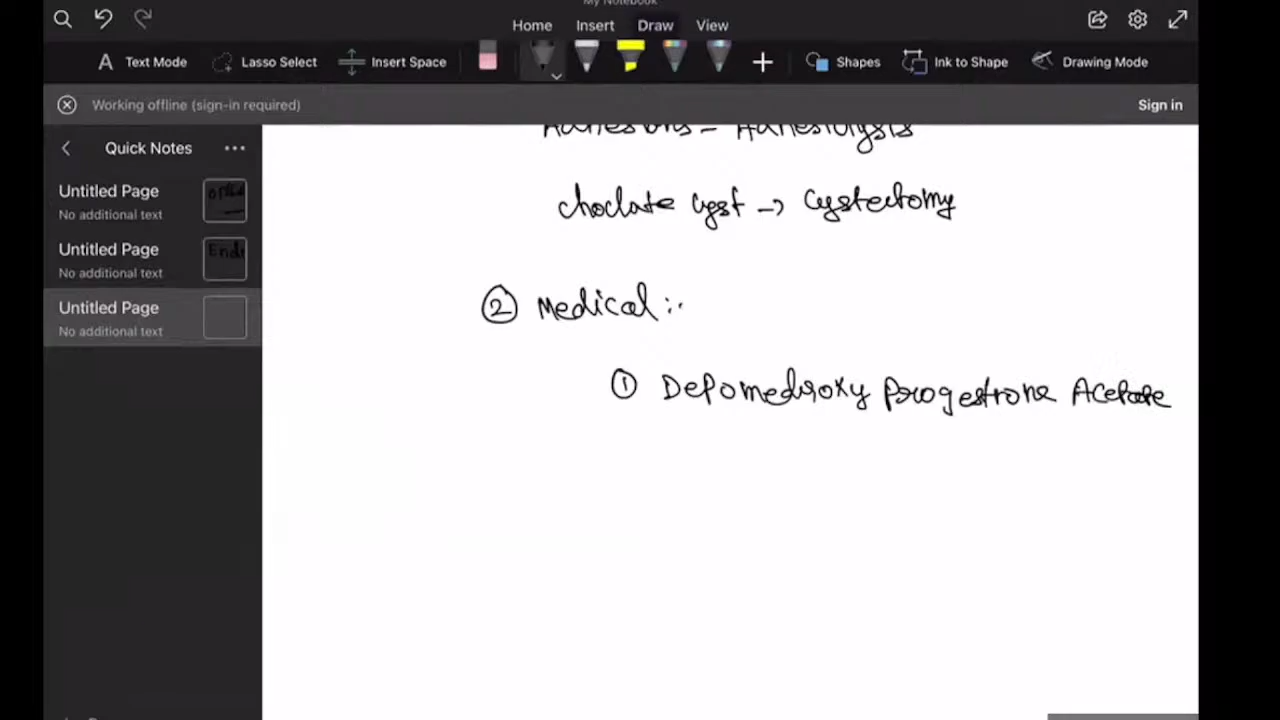 My Notebook
Home Insert Draw View
Text Mode Lasso Select Insert Space Shapes Ink to Shape Drawing Mode
Working offline (sign-in required) Sign in
Quick Notes
Untitled Page
No additional text
Untitled Page
No additional text
Untitled Page
No additional text
Adhesions - Adhesiolysis
choclate cyst → cystectomy
② Medical :-
① Depomedroxy progestrone Acetate